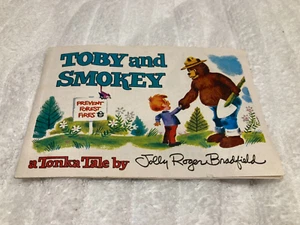 TOBY and
SMOKEY
PREVENT
FOREST
FIRES
a Tonka Tale by Jolly Roger Bradfield